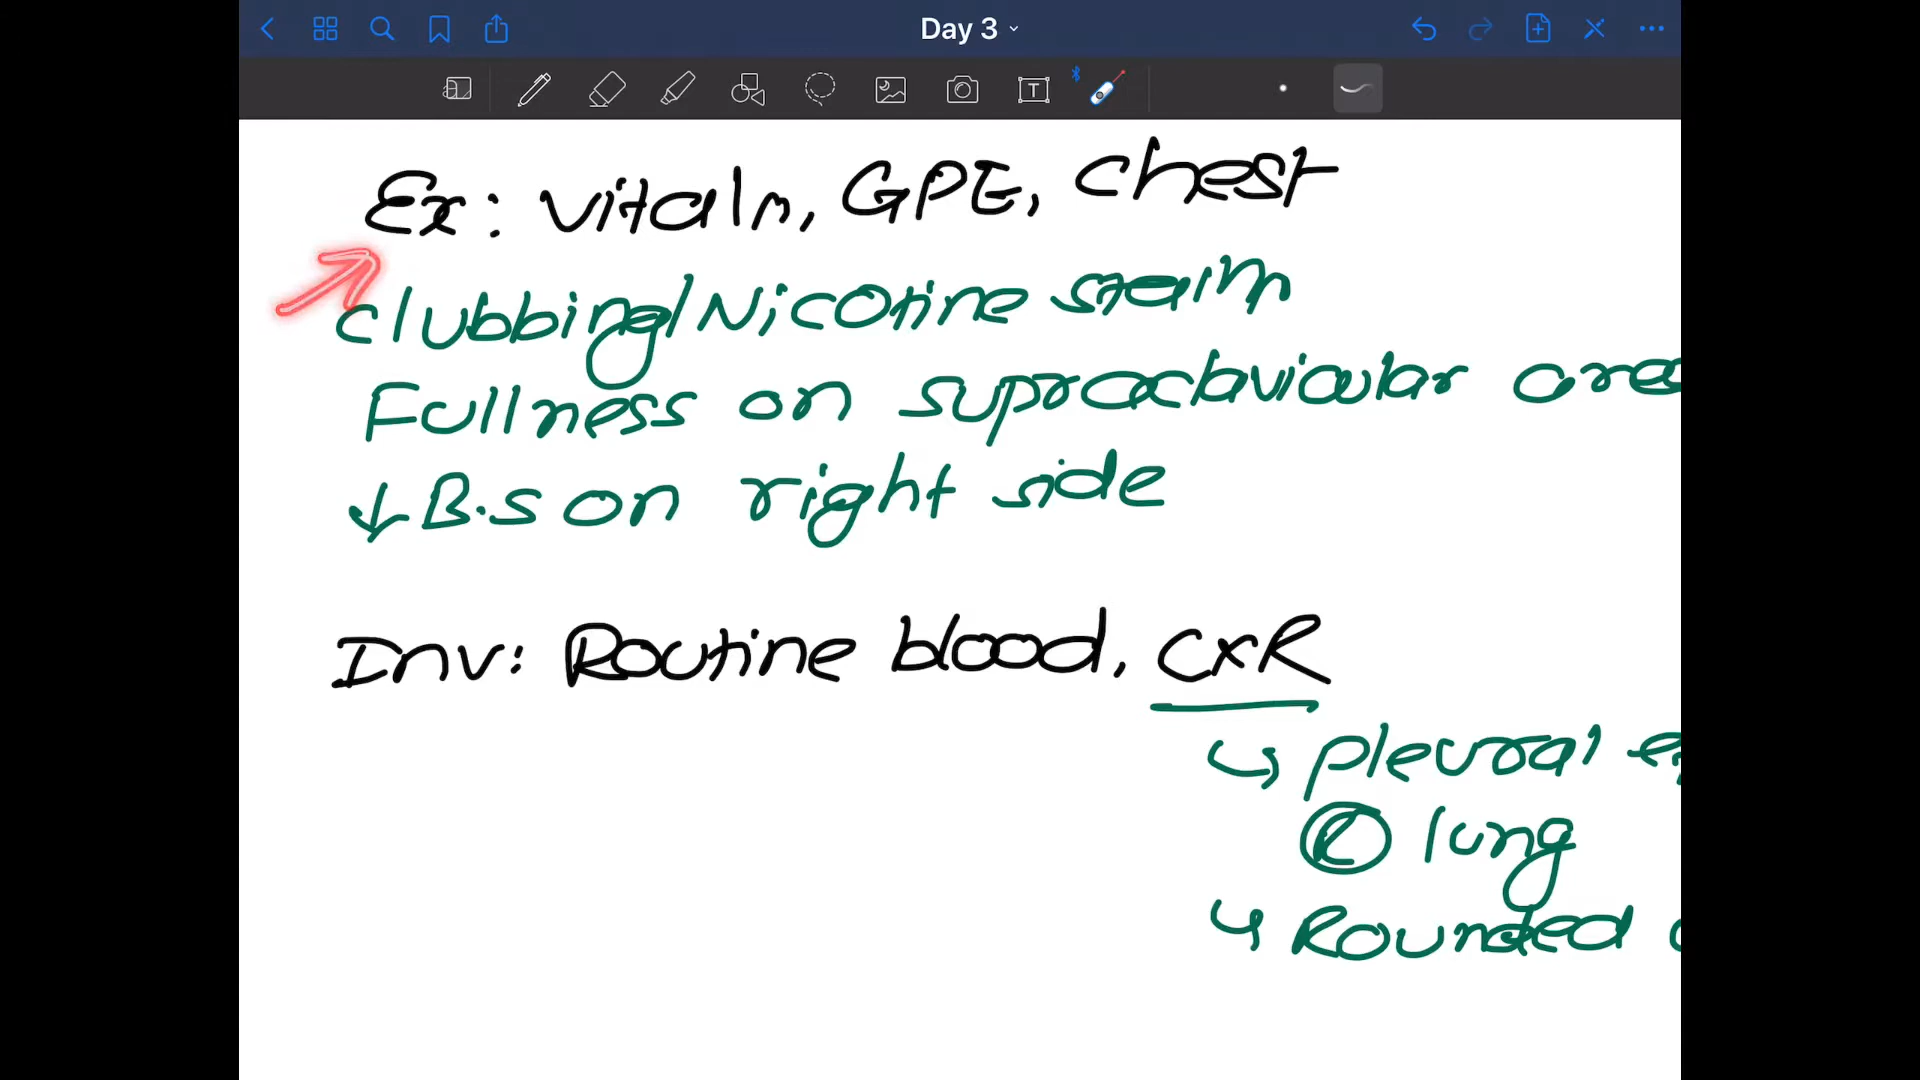 Day 3
Ex: vitals, GPE, chest
clubbing/Nicotine stain
Fullness on supraclavicular area
↓ B.S on right side
Inv: Routine blood, CXR
↳ pleural
lung
↳ Rounded